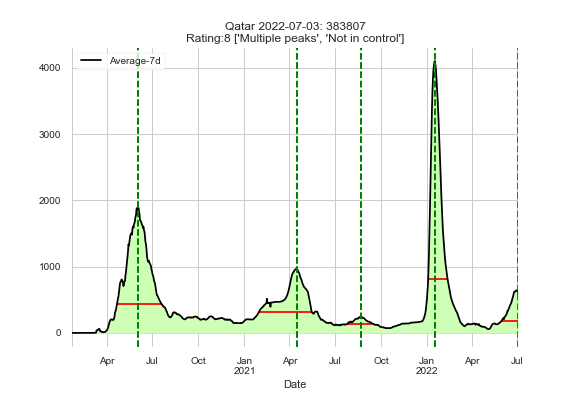 Qatar 2022-07-03: 383807
Rating:8 ['Multiple peaks', 'Not in control']
Average-7d
4000
3000
2000
1000
0
Apr Jul Oct Jan Apr Jul Oct Jan Apr Jul
2021 2022
Date